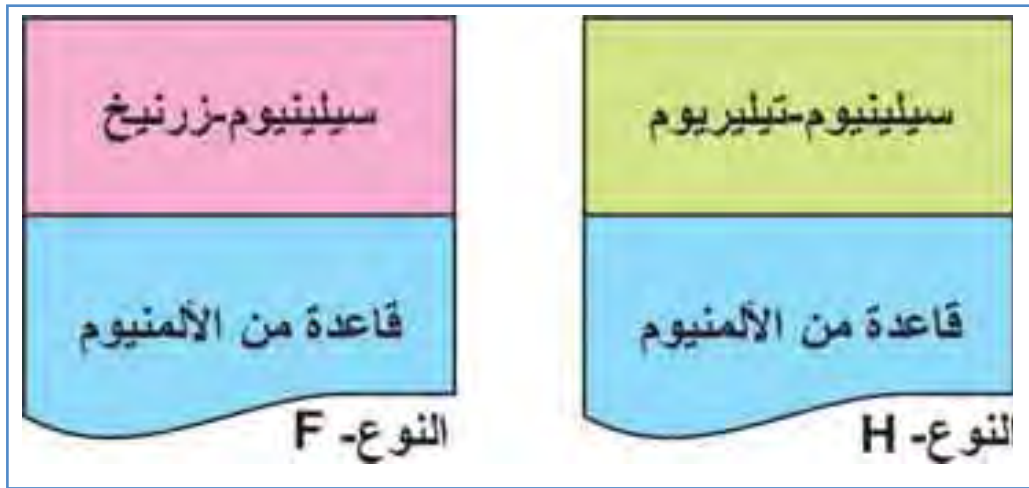 سيلينيوم-تيليريوم
قاعدة من الألمنيوم
النوع- H
سيلينيوم-زرنيخ
قاعدة من الألمنيوم
النوع- F